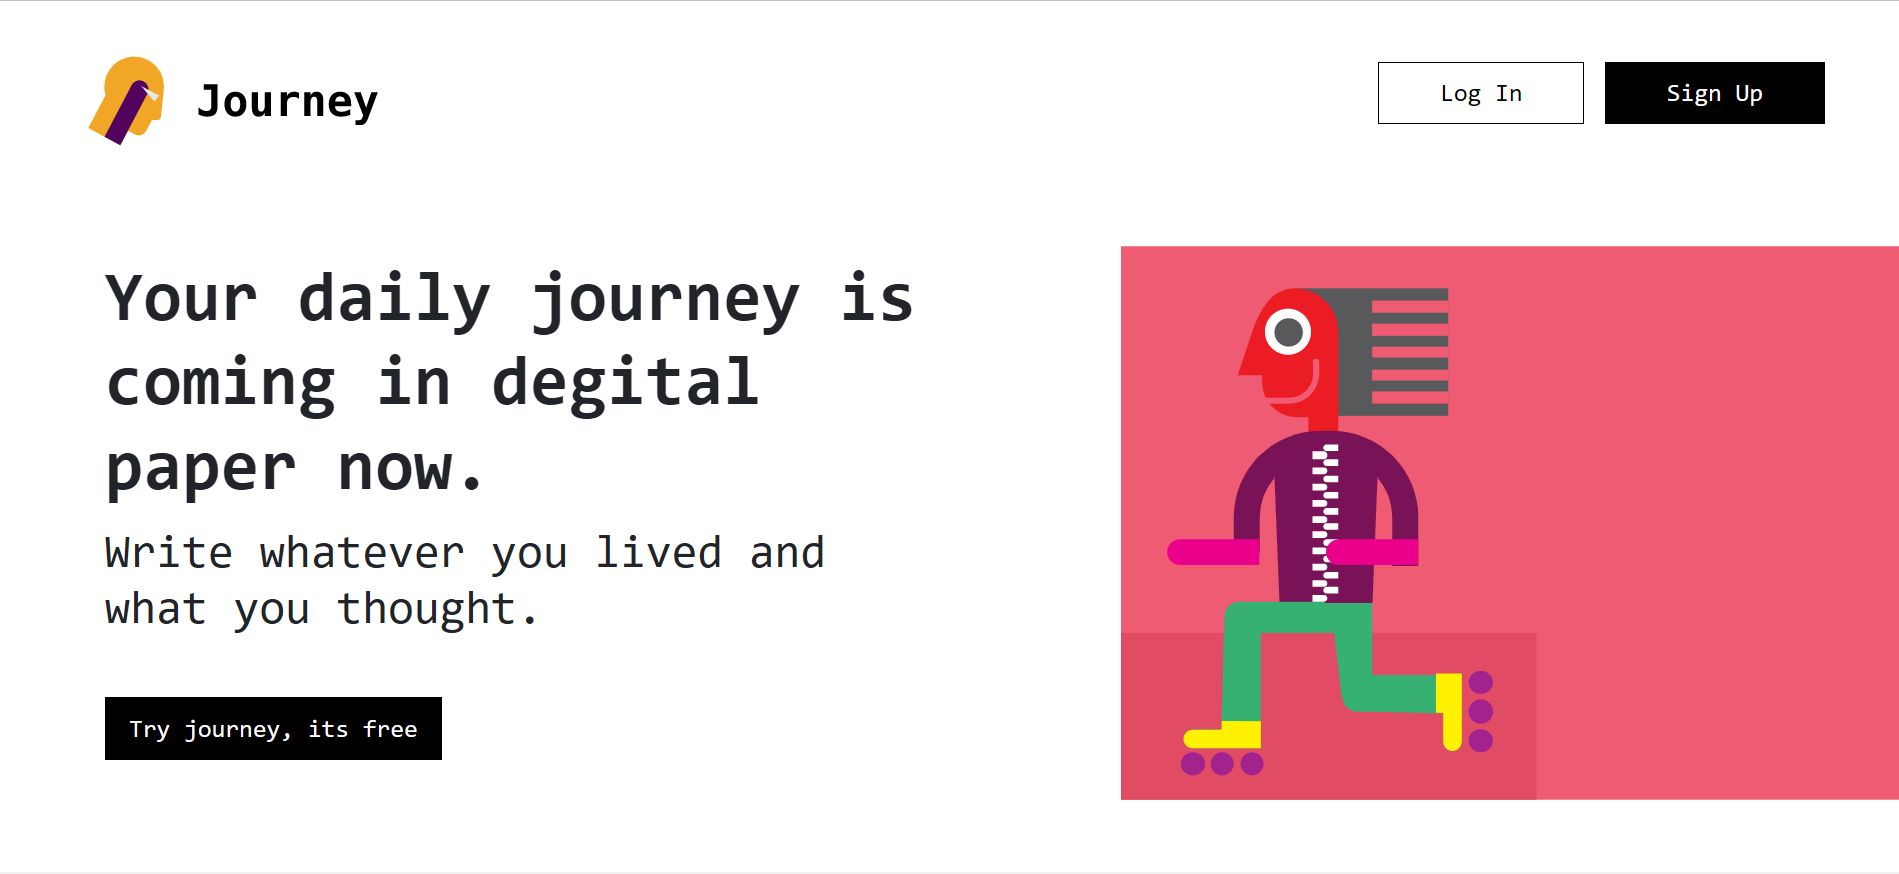 Journey
Log In
Sign Up
Your daily journey is
coming in degital
paper now.
Write whatever you lived and
what you thought.
Try journey, its free